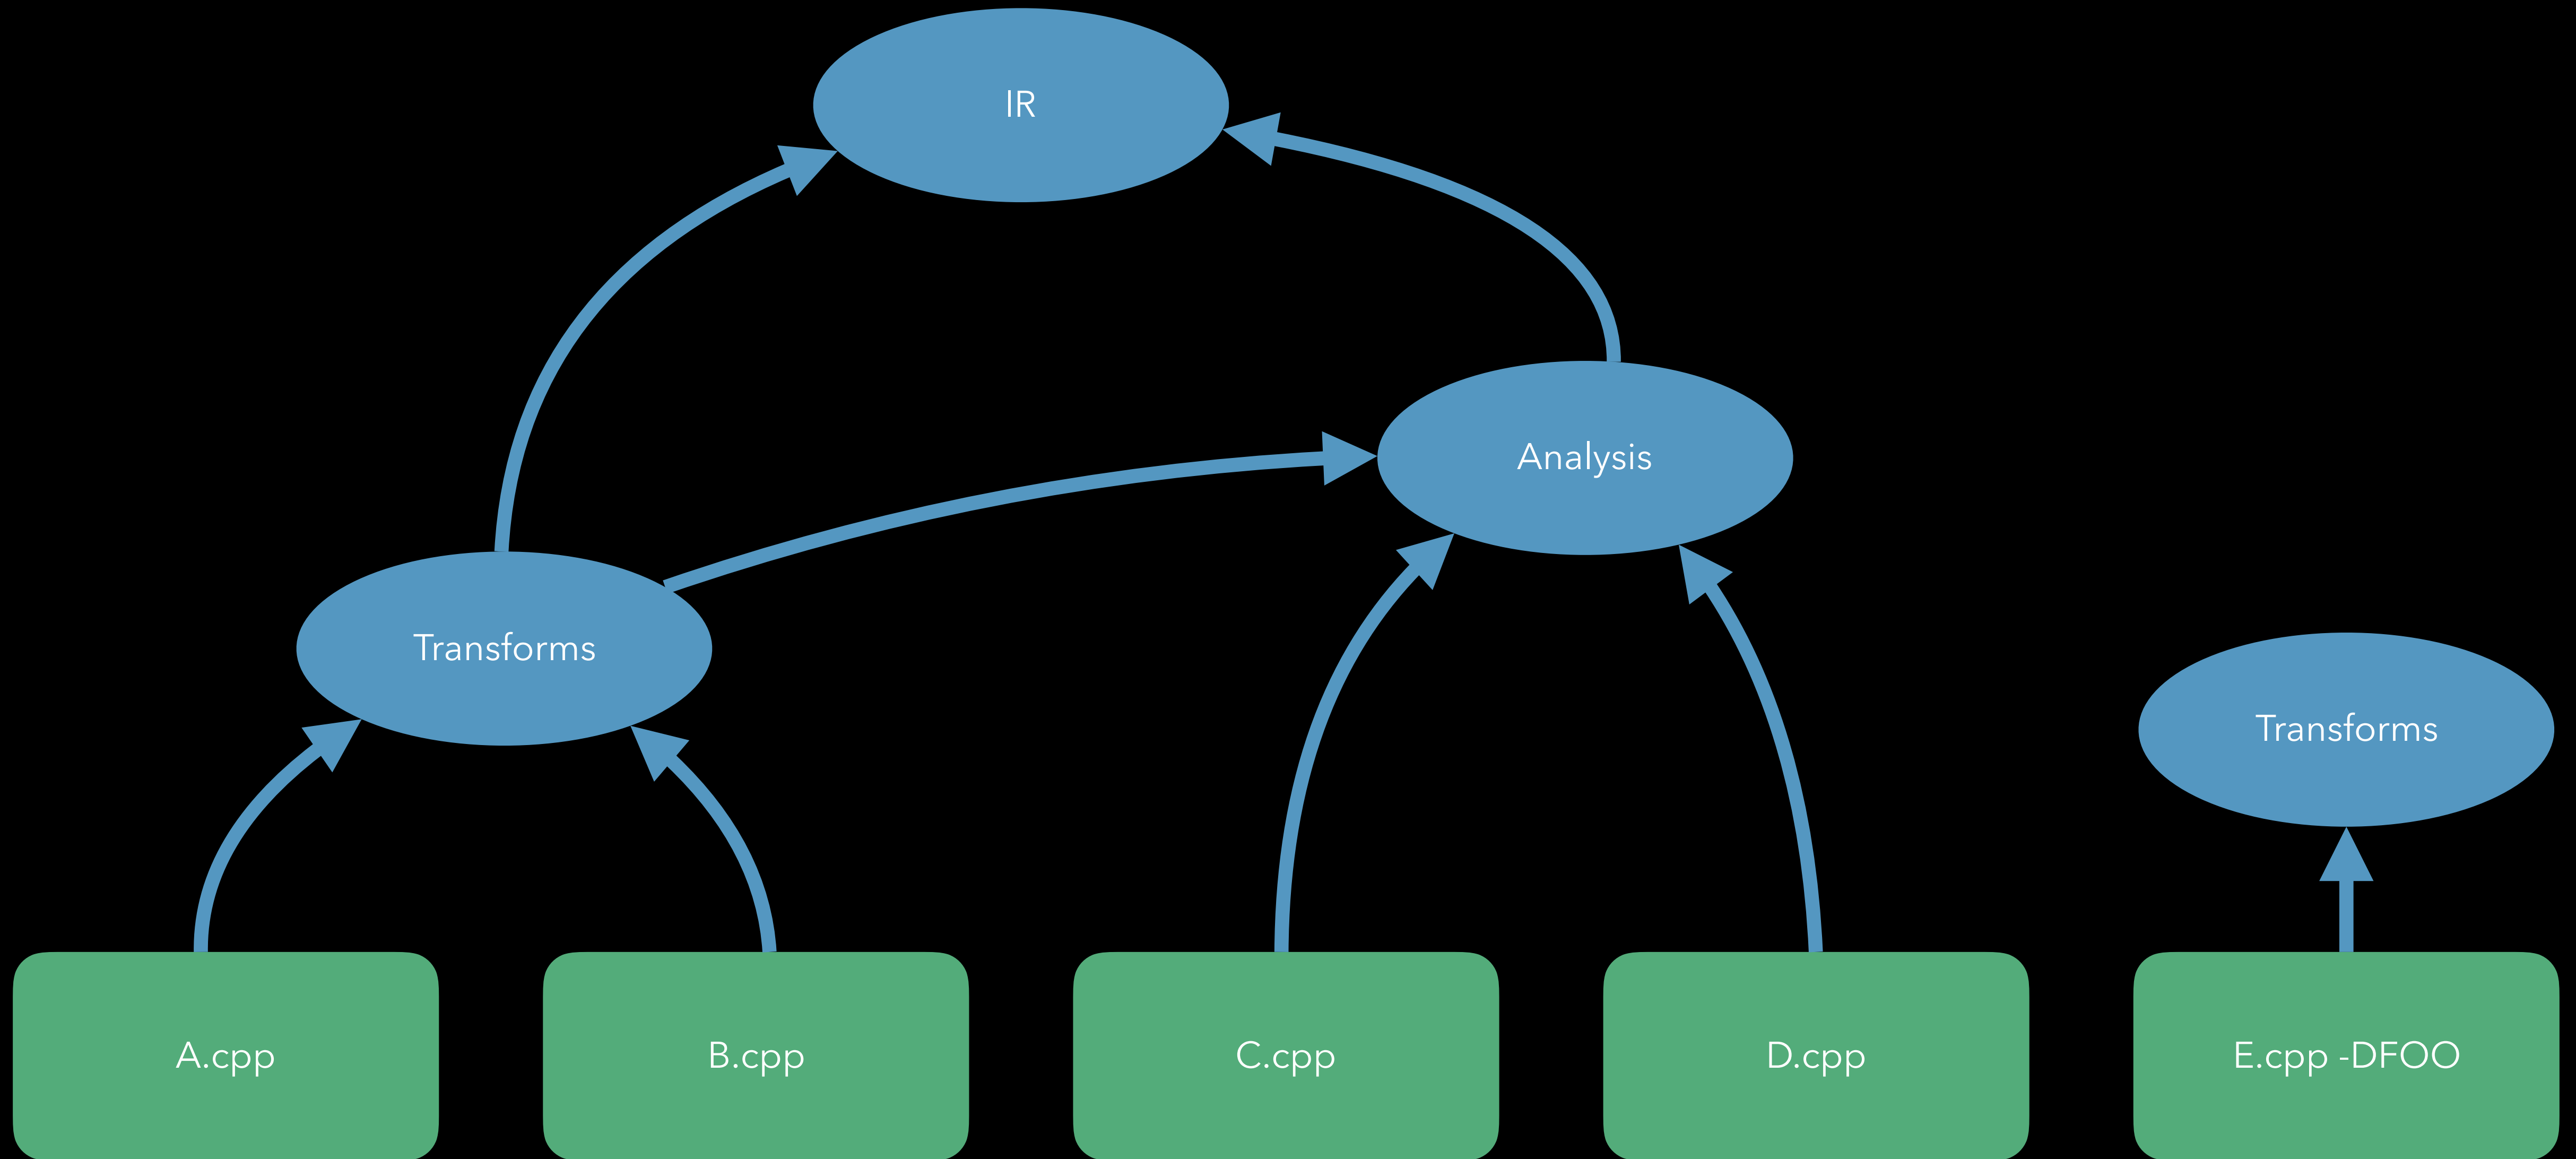 IR
Analysis
Transforms
Transforms
A.cpp
B.cpp
C.cpp
D.cpp
E.cpp -DFOO